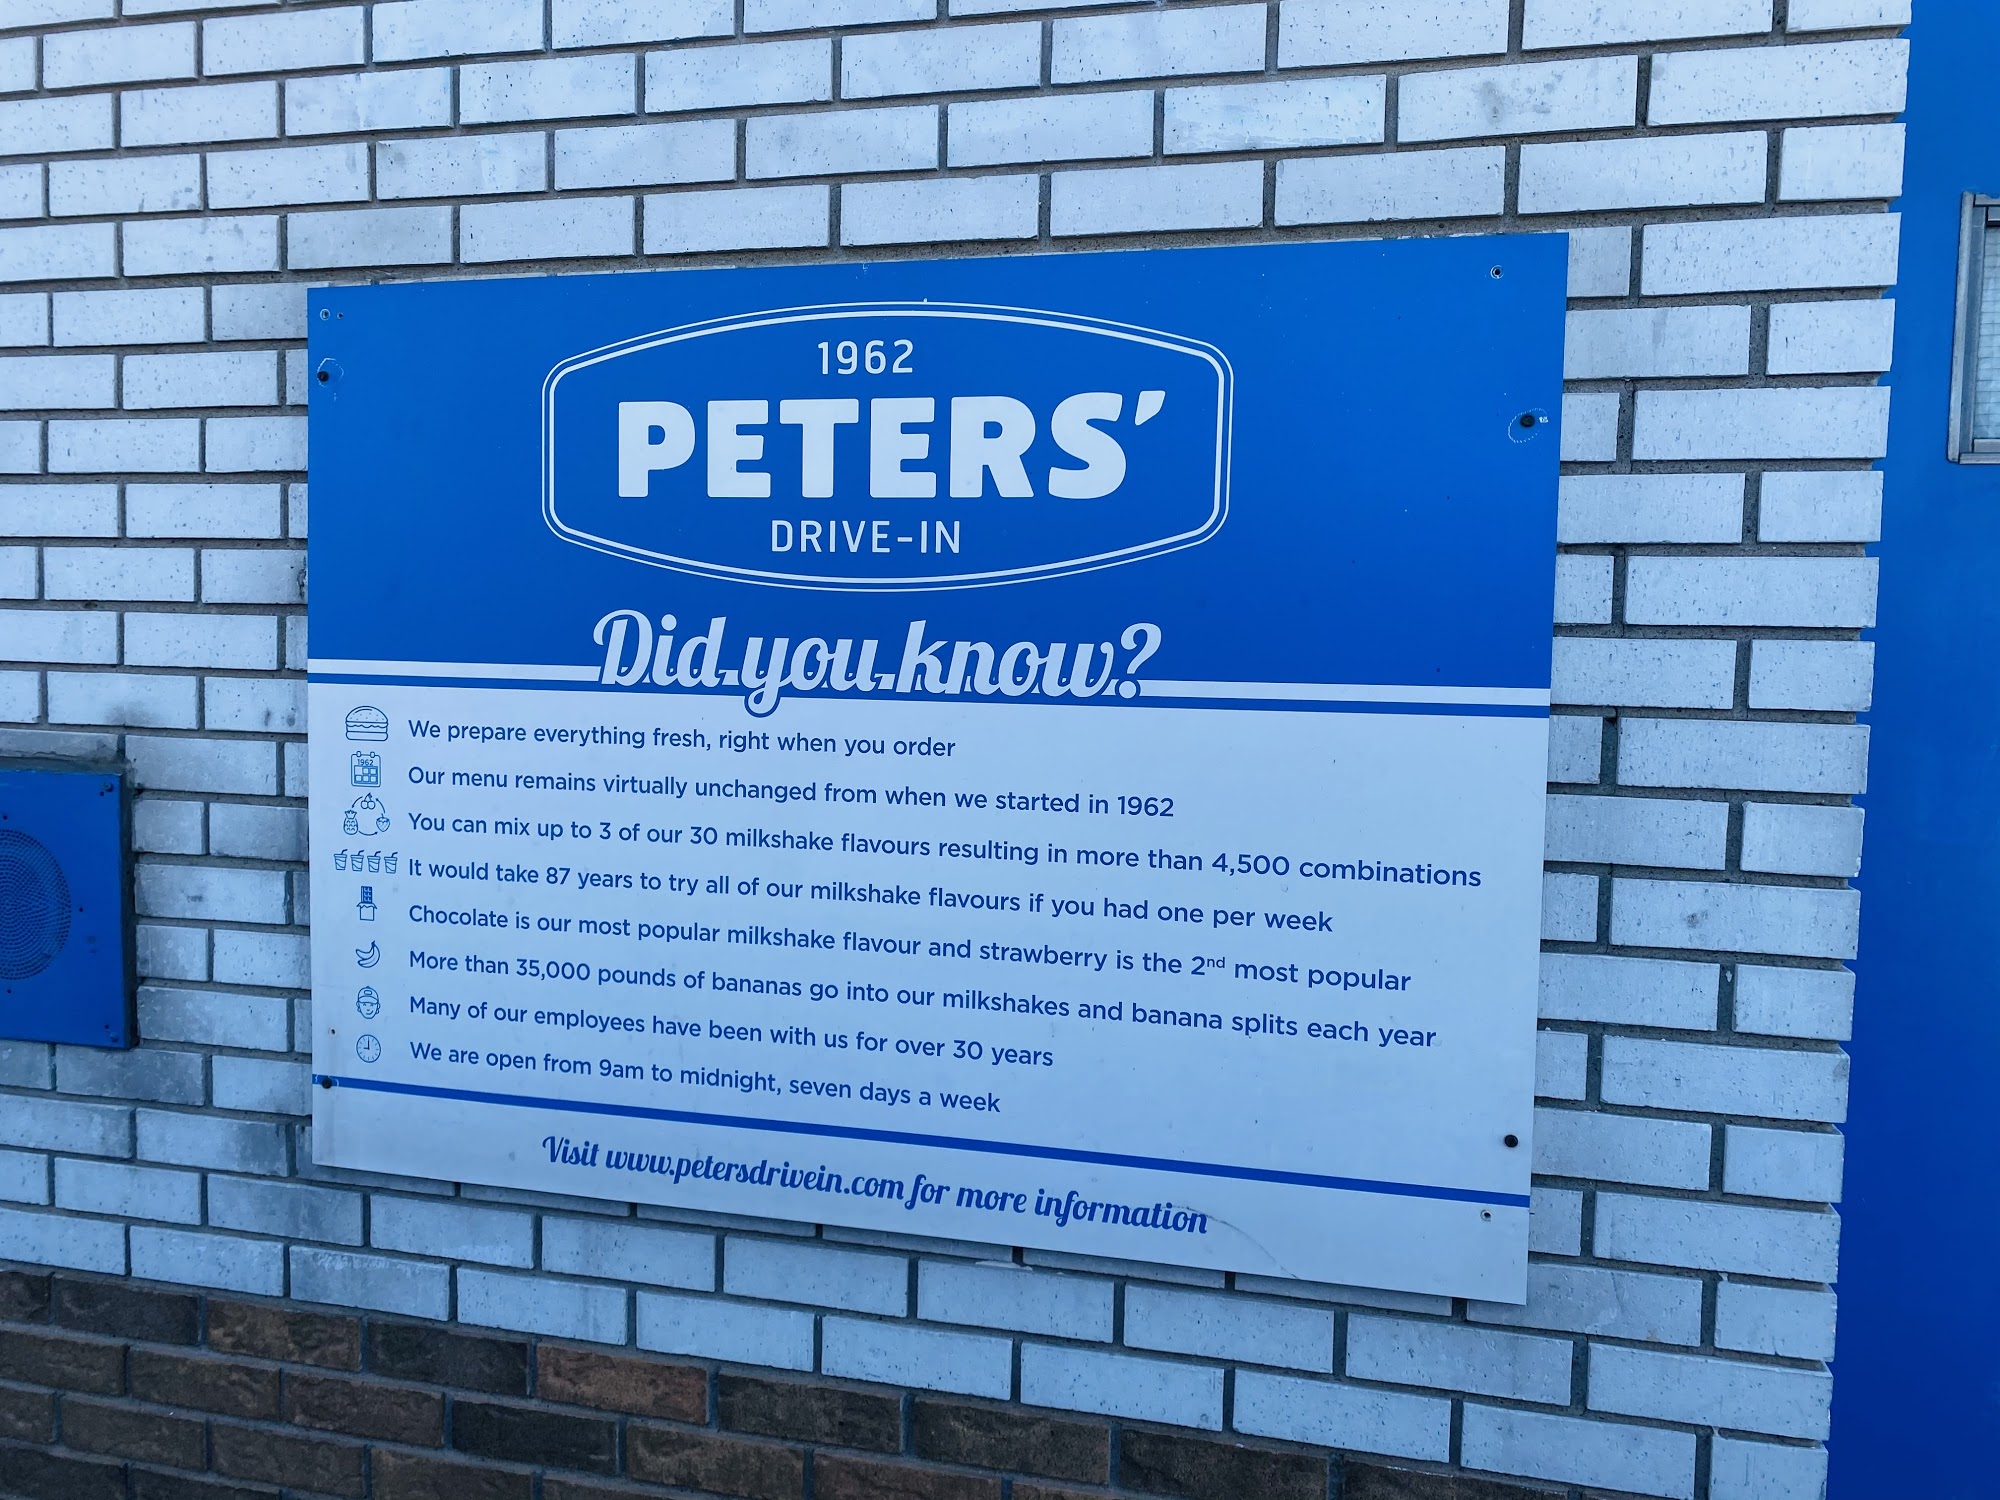 1962
PETERS'
DRIVE-IN
Did you know?
We prepare everything fresh, right when you order
1962
Our menu remains virtually unchanged from when we started in 1962
You can mix up to 3 of our 30 milkshake flavours resulting in more than 4,500 combinations
It would take 87 years to try all of our milkshake flavours if you had one per week
Chocolate is our most popular milkshake flavour and strawberry is the 2nd most popular
More than 35,000 pounds of bananas go into our milkshakes and banana splits each year
Many of our employees have been with us for over 30 years
We are open from 9am to midnight, seven days a week
Visit www.petersdrivein.com for more information